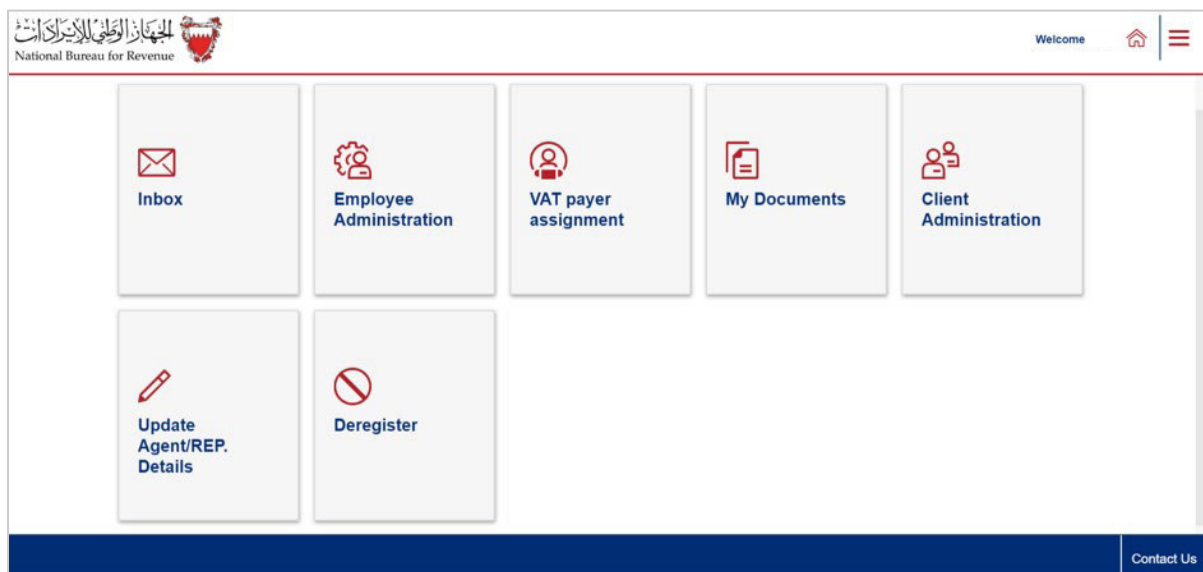 الجهاز الوطني للإيرادات
National Bureau for Revenue
Welcome
Inbox
Employee
Administration
VAT payer
assignment
My Documents
Client
Administration
Update
Agent/REP.
Details
Deregister
Contact Us